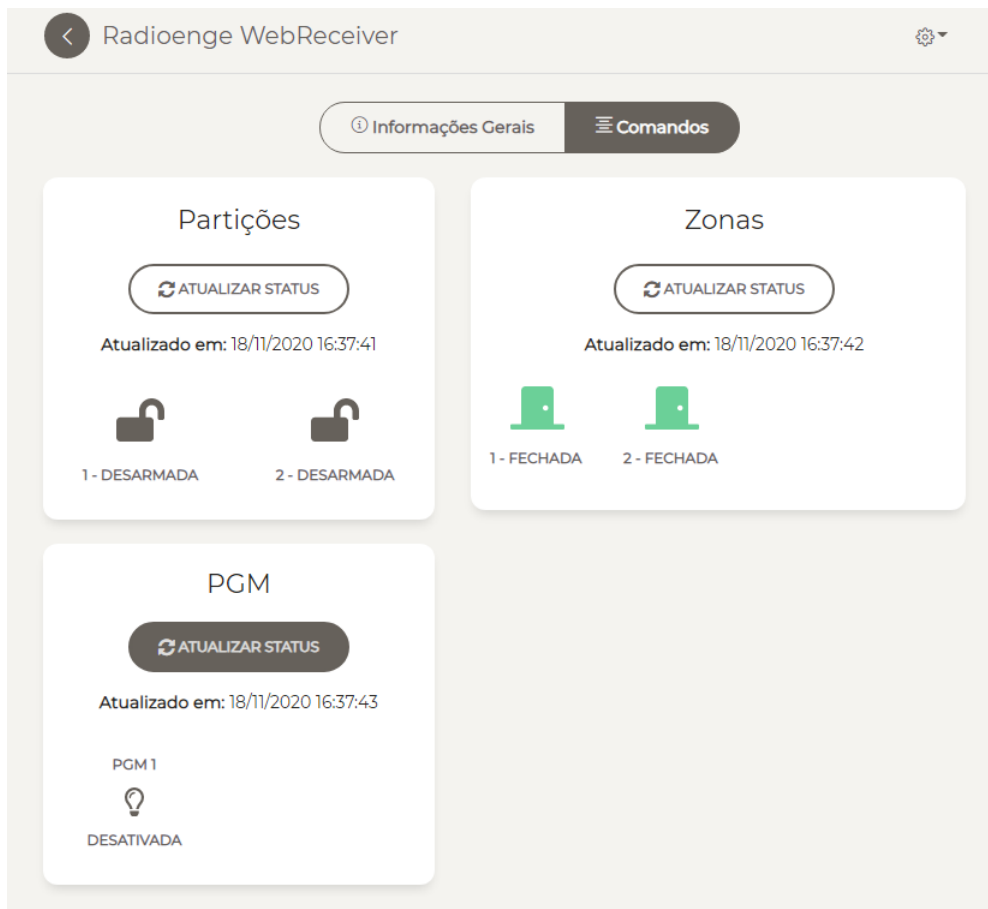 Radioenge WebReceiver
Informações Gerais
Comandos
Partições
ATUALIZAR STATUS
Atualizado em: 18/11/2020 16:37:41
1 - DESARMADA
2 - DESARMADA
Zonas
ATUALIZAR STATUS
Atualizado em: 18/11/2020 16:37:42
1 - FECHADA
2 - FECHADA
PGM
ATUALIZAR STATUS
Atualizado em: 18/11/2020 16:37:43
PGM 1
DESATIVADA